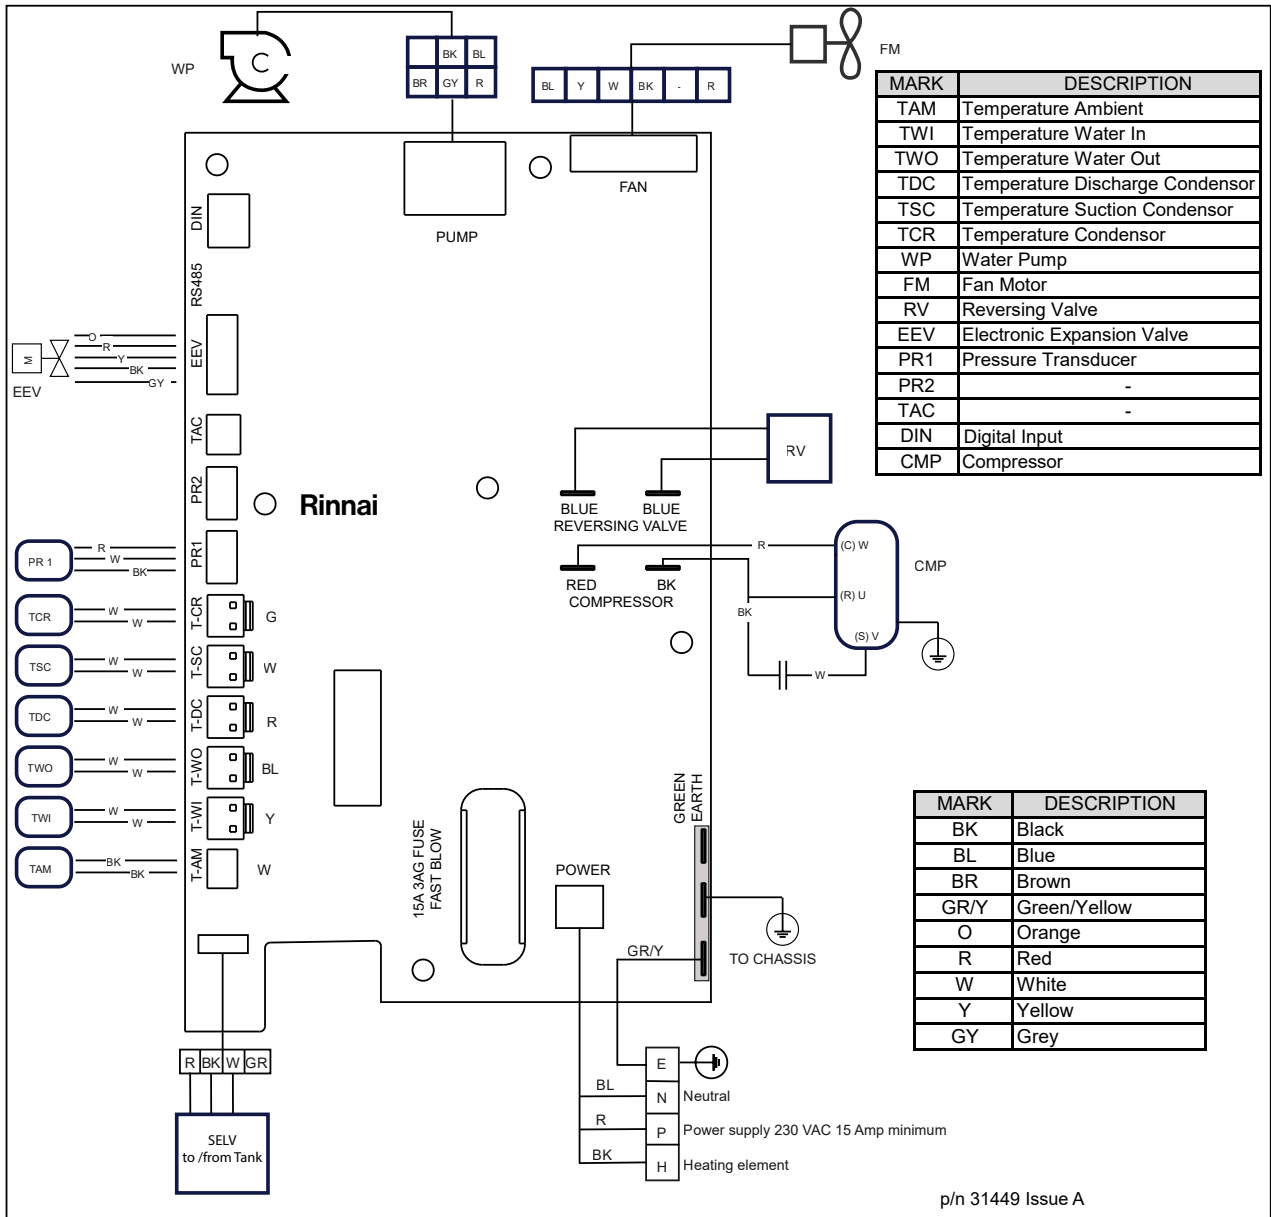 WP
C
BK BL
BR GY R
BL Y W BK - R
FM
PUMP
FAN
MARK DESCRIPTION
TAM Temperature Ambient
TWI Temperature Water In
TWO Temperature Water Out
TDC Temperature Discharge Condensor
TSC Temperature Suction Condensor
TCR Temperature Condensor
WP Water Pump
FM Fan Motor
RV Reversing Valve
EEV Electronic Expansion Valve
PR1 Pressure Transducer
PR2 -
TAC -
DIN Digital Input
CMP Compressor
DIN
RS485
EEV
TAC
PR2
PR1
T-CR
T-SC
T-DC
T-WO
T-WI
T-AM
M
EEV
O
R
Y
BK
GY
Rinnai
PR 1
R
W
BK
TCR
W
W
G
TSC
W
W
W
TDC
W
W
R
TWO
W
W
BL
TWI
W
W
Y
TAM
BK
BK
W
RV
BLUE BLUE
REVERSING VALVE
RED BK
COMPRESSOR
R
BK
W
(C) W
(R) U
(S) V
CMP
15A 3AG FUSE
FAST BLOW
POWER
GREEN
EARTH
GR/Y
TO CHASSIS
MARK DESCRIPTION
BK Black
BL Blue
BR Brown
GR/Y Green/Yellow
O Orange
R Red
W White
Y Yellow
GY Grey
R BK W GR
SELV
to /from Tank
E
BL N Neutral
R P Power supply 230 VAC 15 Amp minimum
BK H Heating element
p/n 31449 Issue A